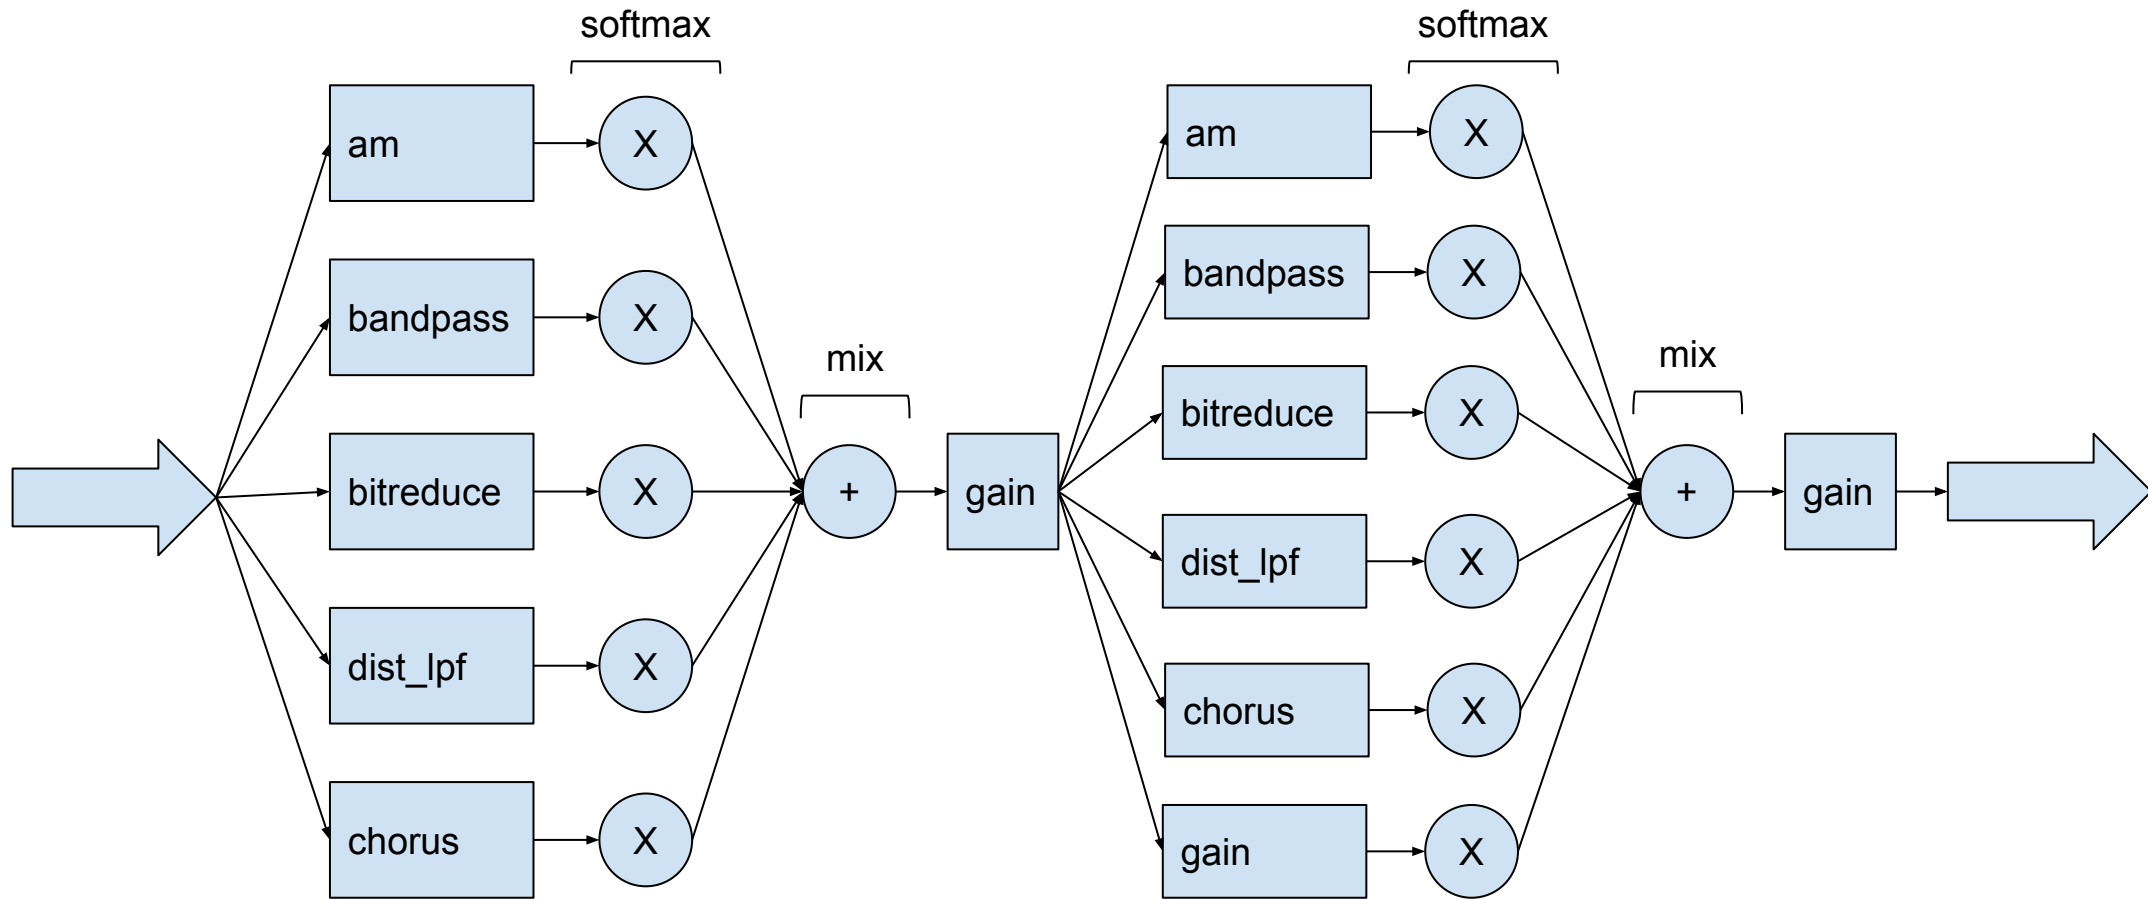 softmax
am
X
bandpass
X
bitreduce
X
dist_lpf
X
chorus
X
mix
+
gain
softmax
am
X
bandpass
X
bitreduce
X
dist_lpf
X
chorus
X
gain
X
mix
+
gain